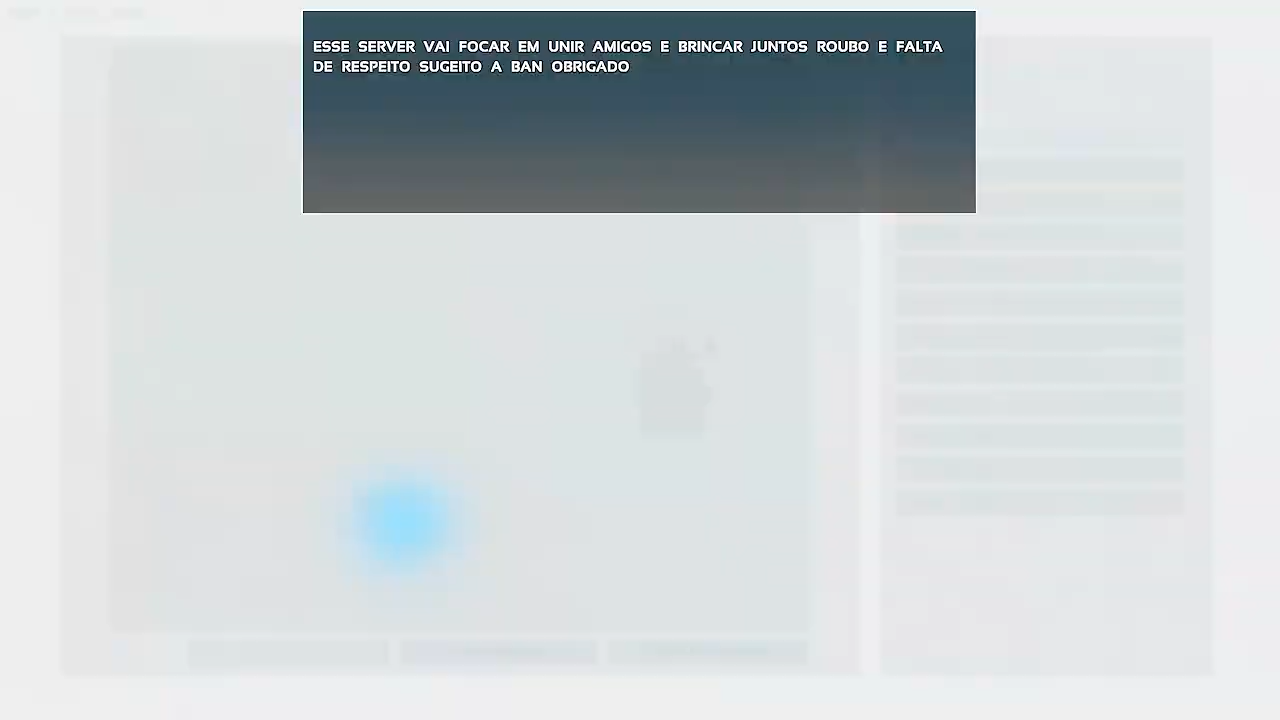 ESSE SERVER VAI FOCAR EM UNIR AMIGOS E BRINCAR JUNTOS ROUBO E FALTA
DE RESPEITO SUGEITO A BAN OBRIGADO